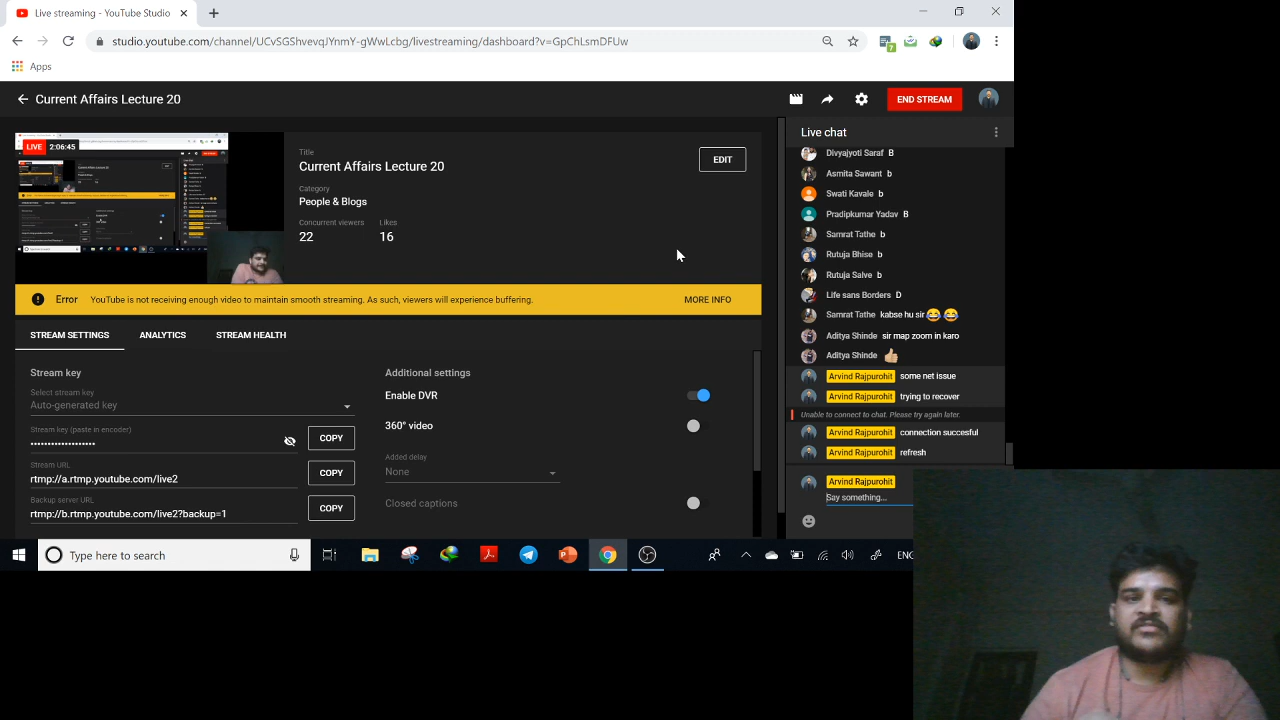 Live streaming - YouTube Studio
studio.youtube.com/channel/UCvSGShvevqJYnmY-gWwLcbg/livestreaming/dashboard?v=GpChLsmDFUw
Apps
Current Affairs Lecture 20
END STREAM
LIVE 2:06:45
Title
Current Affairs Lecture 20
EDIT
Category
People & Blogs
Concurrent viewers Likes
22 16
Error YouTube is not receiving enough video to maintain smooth streaming. As such, viewers will experience buffering. MORE INFO
STREAM SETTINGS ANALYTICS STREAM HEALTH
Stream key
Select stream key
Auto-generated key
Stream key (paste in encoder)
•••••••••••••••••••
COPY
Stream URL
rtmp://a.rtmp.youtube.com/live2
COPY
Backup server URL
rtmp://b.rtmp.youtube.com/live2?backup=1
COPY
Additional settings
Enable DVR
360° video
Added delay
None
Closed captions
Live chat
Divyajyoti Saraf B
Asmita Sawant b
Swati Kavale b
Pradipkumar Yadav B
Samrat Tathe b
Rutuja Bhise b
Rutuja Salve b
Life sans Borders D
Samrat Tathe kabse hu sir😂😂
Aditya Shinde sir map zoom in karo
Aditya Shinde 👍
Arvind Rajpurohit some net issue
Arvind Rajpurohit trying to recover
Unable to connect to chat. Please try again later.
Arvind Rajpurohit connection succesful
Arvind Rajpurohit refresh
Arvind Rajpurohit
Say something...
Type here to search
ENG